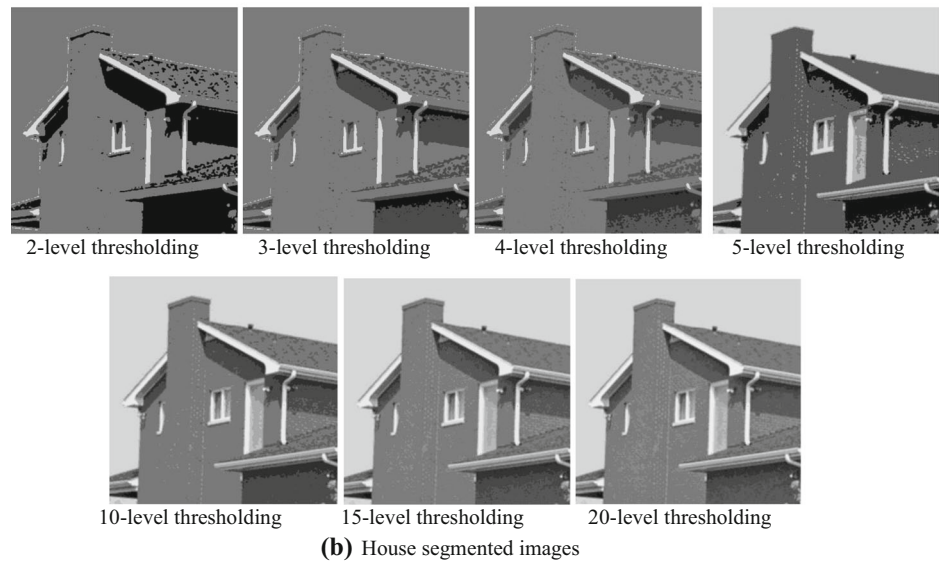 2-level thresholding
3-level thresholding
4-level thresholding
5-level thresholding
10-level thresholding
15-level thresholding
20-level thresholding
(b) House segmented images